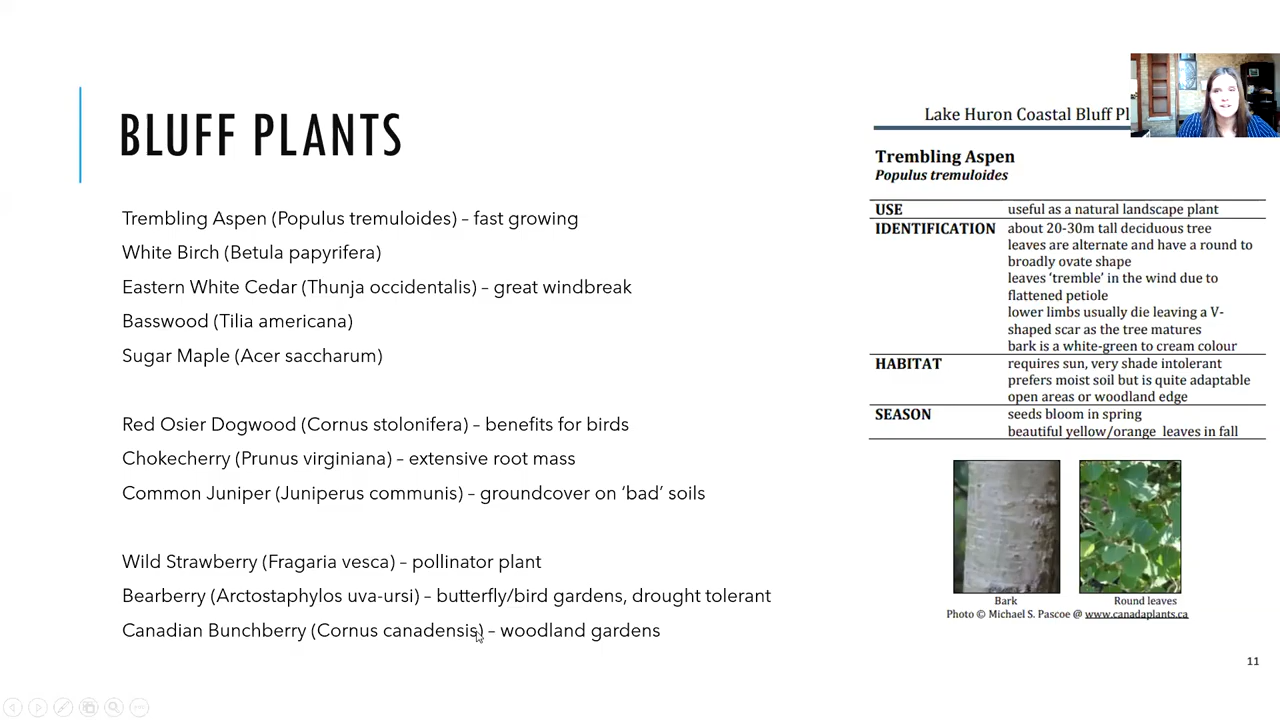 BLUFF PLANTS
Trembling Aspen (Populus tremuloides) – fast growing
White Birch (Betula papyrifera)
Eastern White Cedar (Thunja occidentalis) – great windbreak
Basswood (Tilia americana)
Sugar Maple (Acer saccharum)
Red Osier Dogwood (Cornus stolonifera) – benefits for birds
Chokecherry (Prunus virginiana) – extensive root mass
Common Juniper (Juniperus communis) – groundcover on ‘bad’ soils
Wild Strawberry (Fragaria vesca) – pollinator plant
Bearberry (Arctostaphylos uva-ursi) – butterfly/bird gardens, drought tolerant
Canadian Bunchberry (Cornus canadensis) – woodland gardens
Lake Huron Coastal Bluff Pl
Trembling Aspen
Populus tremuloides
USE useful as a natural landscape plant
IDENTIFICATION about 20-30m tall deciduous tree
leaves are alternate and have a round to
broadly ovate shape
leaves ‘tremble’ in the wind due to
flattened petiole
lower limbs usually die leaving a V-
shaped scar as the tree matures
bark is a white-green to cream colour
HABITAT requires sun, very shade intolerant
prefers moist soil but is quite adaptable
open areas or woodland edge
SEASON seeds bloom in spring
beautiful yellow/orange leaves in fall
Bark Round leaves
Photo © Michael S. Pascoe @ www.canadaplants.ca
11